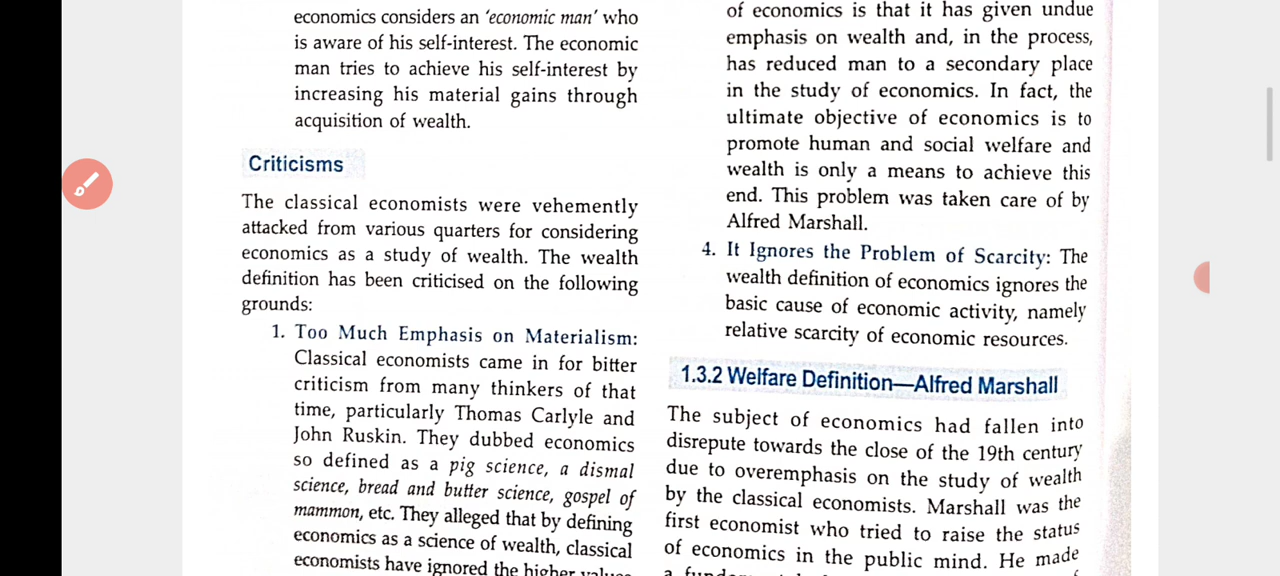 economics considers an 'economic man' who
is aware of his self-interest. The economic
man tries to achieve his self-interest by
increasing his material gains through
acquisition of wealth.
Criticisms
The classical economists were vehemently
attacked from various quarters for considering
economics as a study of wealth. The wealth
definition has been criticised on the following
grounds:
1. Too Much Emphasis on Materialism:
Classical economists came in for bitter
criticism from many thinkers of that
time, particularly Thomas Carlyle and
John Ruskin. They dubbed economics
so defined as a pig science, a dismal
science, bread and butter science, gospel of
mammon, etc. They alleged that by defining
economics as a science of wealth, classical
economists have ignored the higher values
of economics is that it has given undue
emphasis on wealth and, in the process,
has reduced man to a secondary place
in the study of economics. In fact, the
ultimate objective of economics is to
promote human and social welfare and
wealth is only a means to achieve this
end. This problem was taken care of by
Alfred Marshall.
4. It Ignores the Problem of Scarcity: The
wealth definition of economics ignores the
basic cause of economic activity, namely
relative scarcity of economic resources.
1.3.2 Welfare Definition—Alfred Marshall
The subject of economics had fallen into
disrepute towards the close of the 19th century
due to overemphasis on the study of wealth
by the classical economists. Marshall was the
first economist who tried to raise the status
of economics in the public mind. He made
a